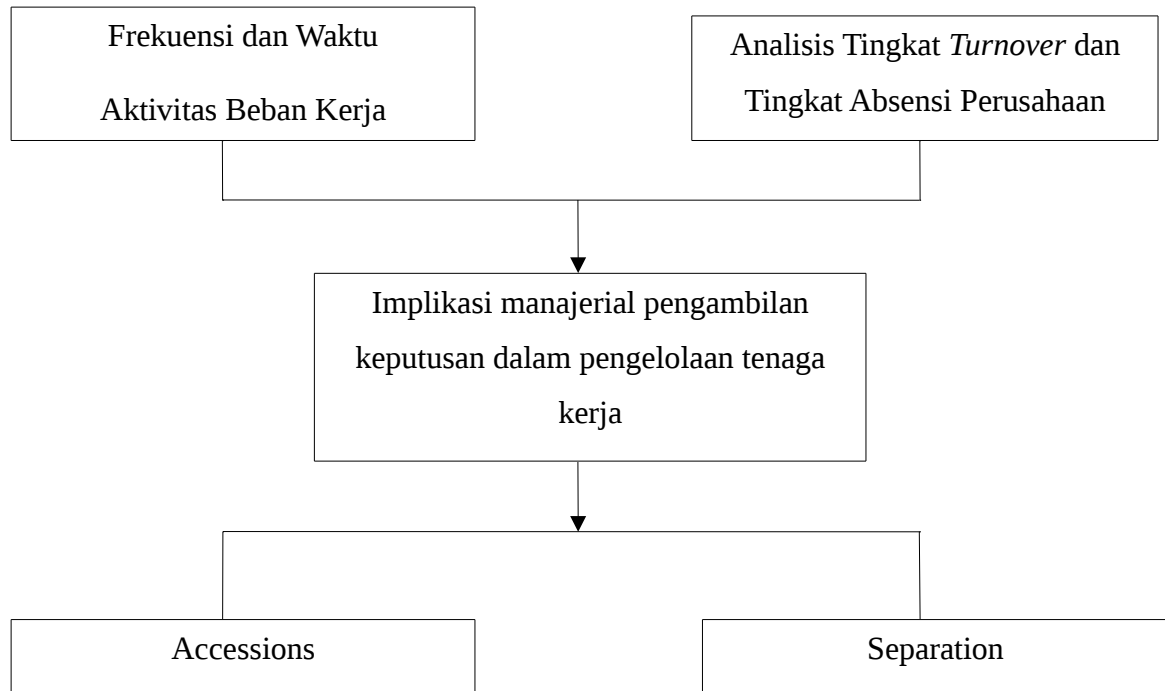 Frekuensi dan Waktu
Aktivitas Beban Kerja
Analisis Tingkat Turnover dan
Tingkat Absensi Perusahaan
Implikasi manajerial pengambilan
keputusan dalam pengelolaan tenaga
kerja
Accessions
Separation